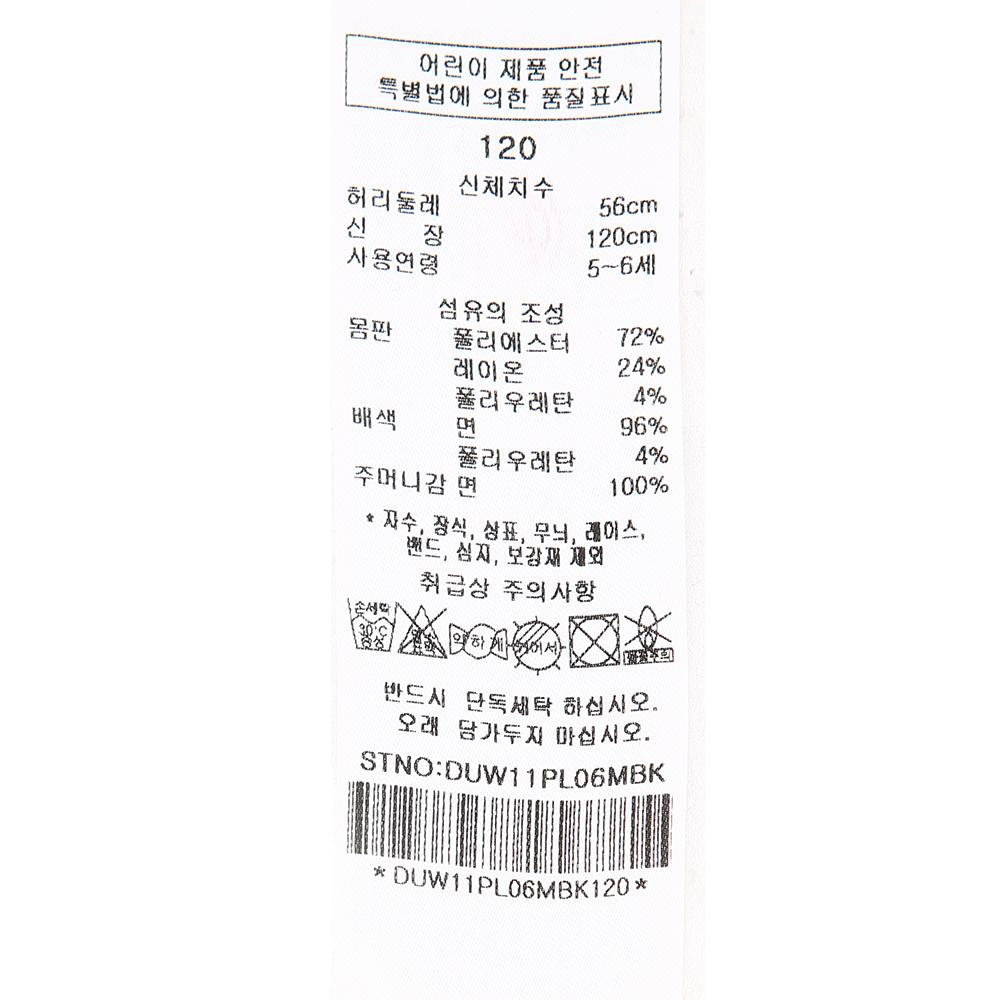 어린이 제품 안전
특별법에 의한 품질표시
120
신체치수
허리둘레 56cm
신 장 120cm
사용연령 5~6세
섬유의 조성
몸판 폴리에스터 72%
레이온 24%
폴리우레탄 4%
배색 면 96%
폴리우레탄 4%
주머니감 면 100%
* 자수, 장식, 상표, 무늬, 레이스,
밴드, 심지, 보강재 제외
취급상 주의사항
손세탁
30℃
중성
약하게
반드시 단독세탁 하십시오.
오래 담가두지 마십시오.
STNO:DUW11PL06MBK
*DUW11PL06MBK120*